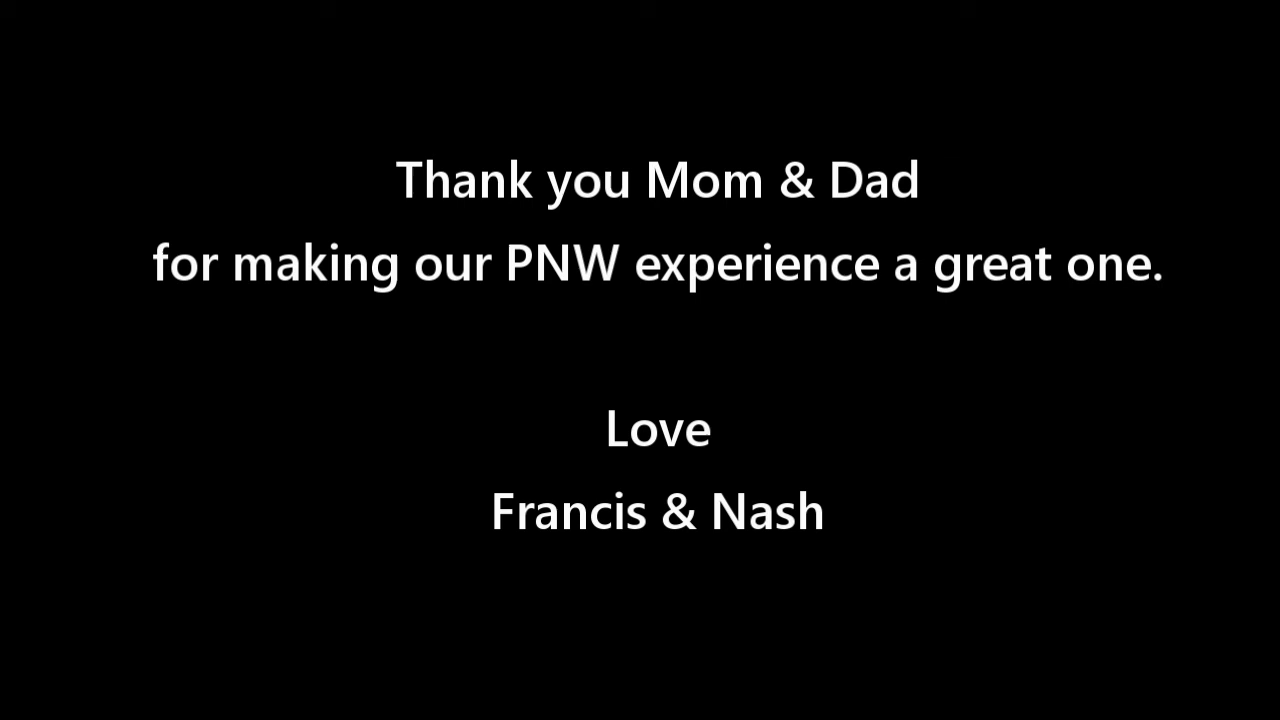 Thank you Mom & Dad
for making our PNW experience a great one.
Love
Francis & Nash